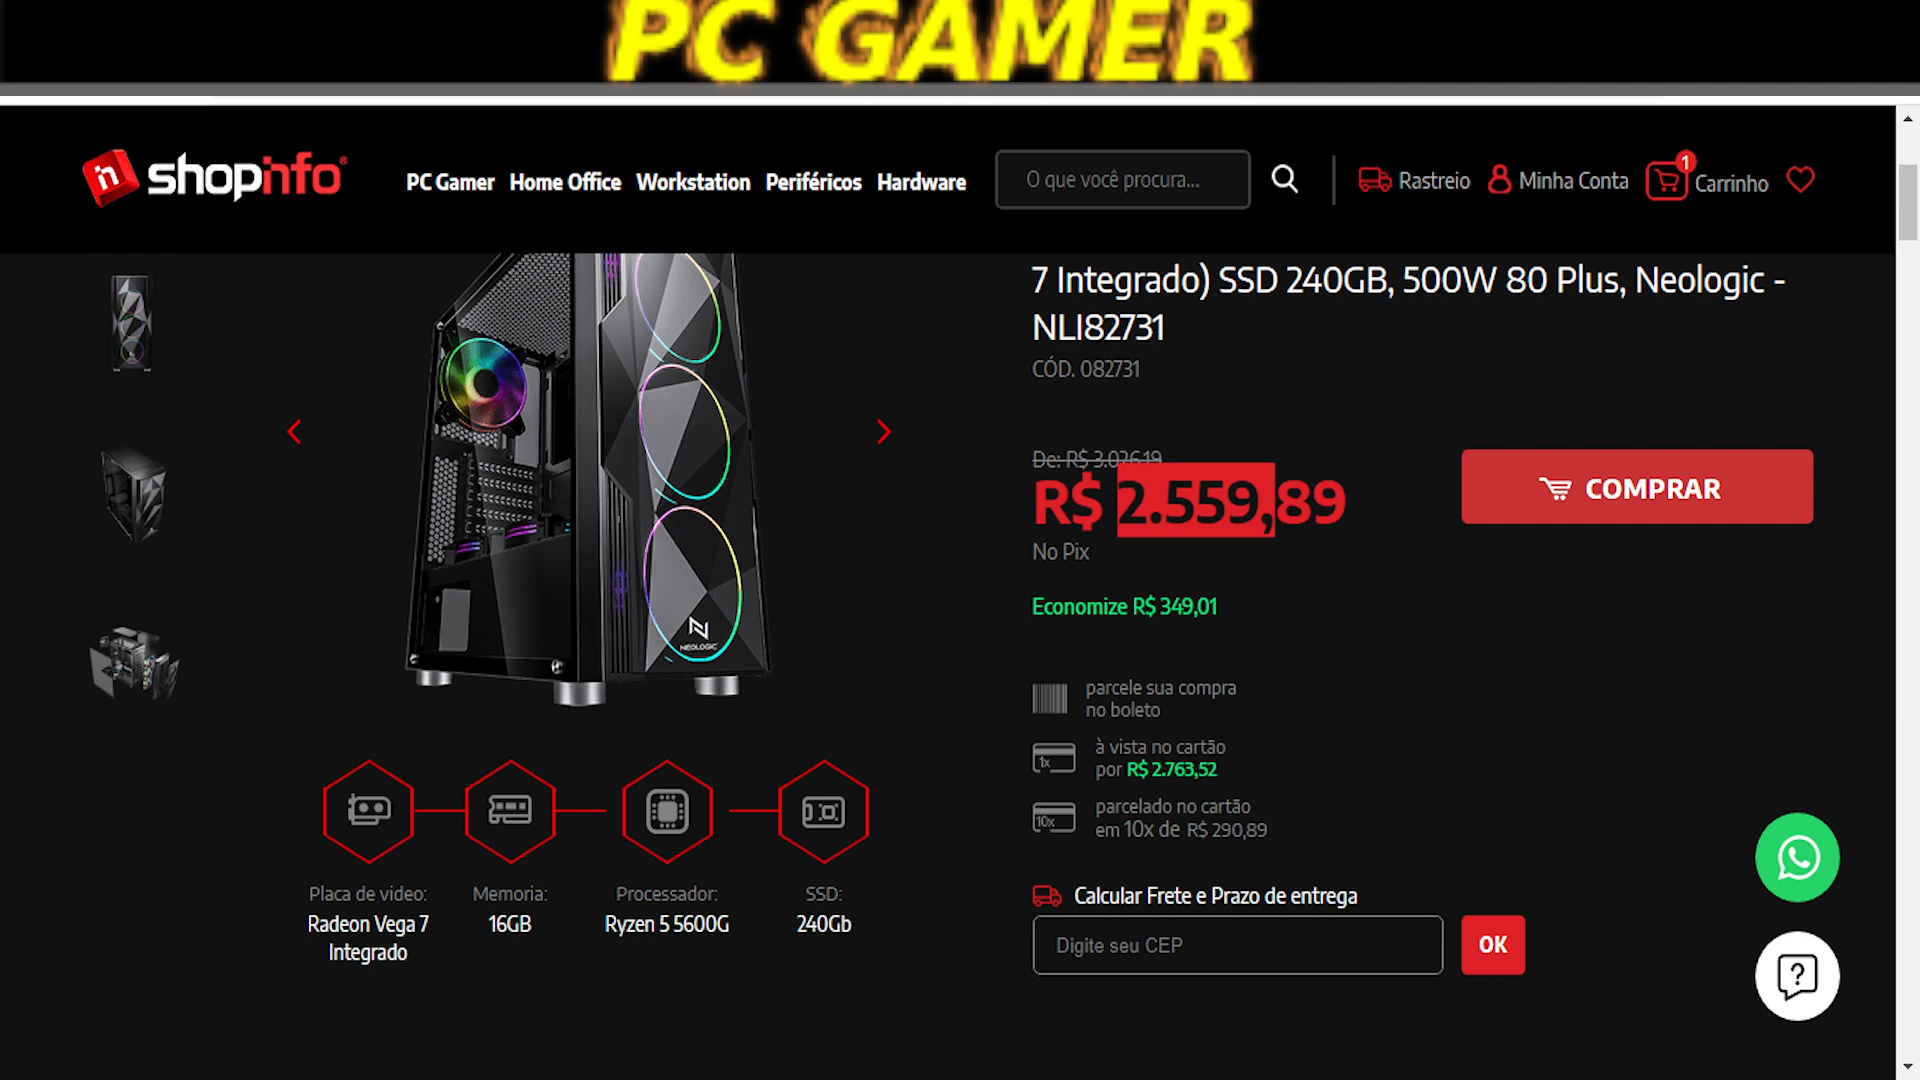 PC GAMER
in shopinfo
PC Gamer Home Office Workstation Periféricos Hardware
O que você procura...
Rastreio Minha Conta 1 Carrinho
7 Integrado) SSD 240GB, 500W 80 Plus, Neologic -
NLI82731
CÓD. 082731
De: R$ 3.026,19
R$ 2.559,89
No Pix
COMPRAR
Economize R$ 349,01
NEOLOGIC
parcele sua compra
no boleto
1x
à vista no cartão
por R$ 2.763,52
10x
parcelado no cartão
em 10x de R$ 290,89
Placa de video:
Radeon Vega 7
Integrado
Memoria:
16GB
Processador:
Ryzen 5 5600G
SSD:
240Gb
Calcular Frete e Prazo de entrega
Digite seu CEP
OK
?